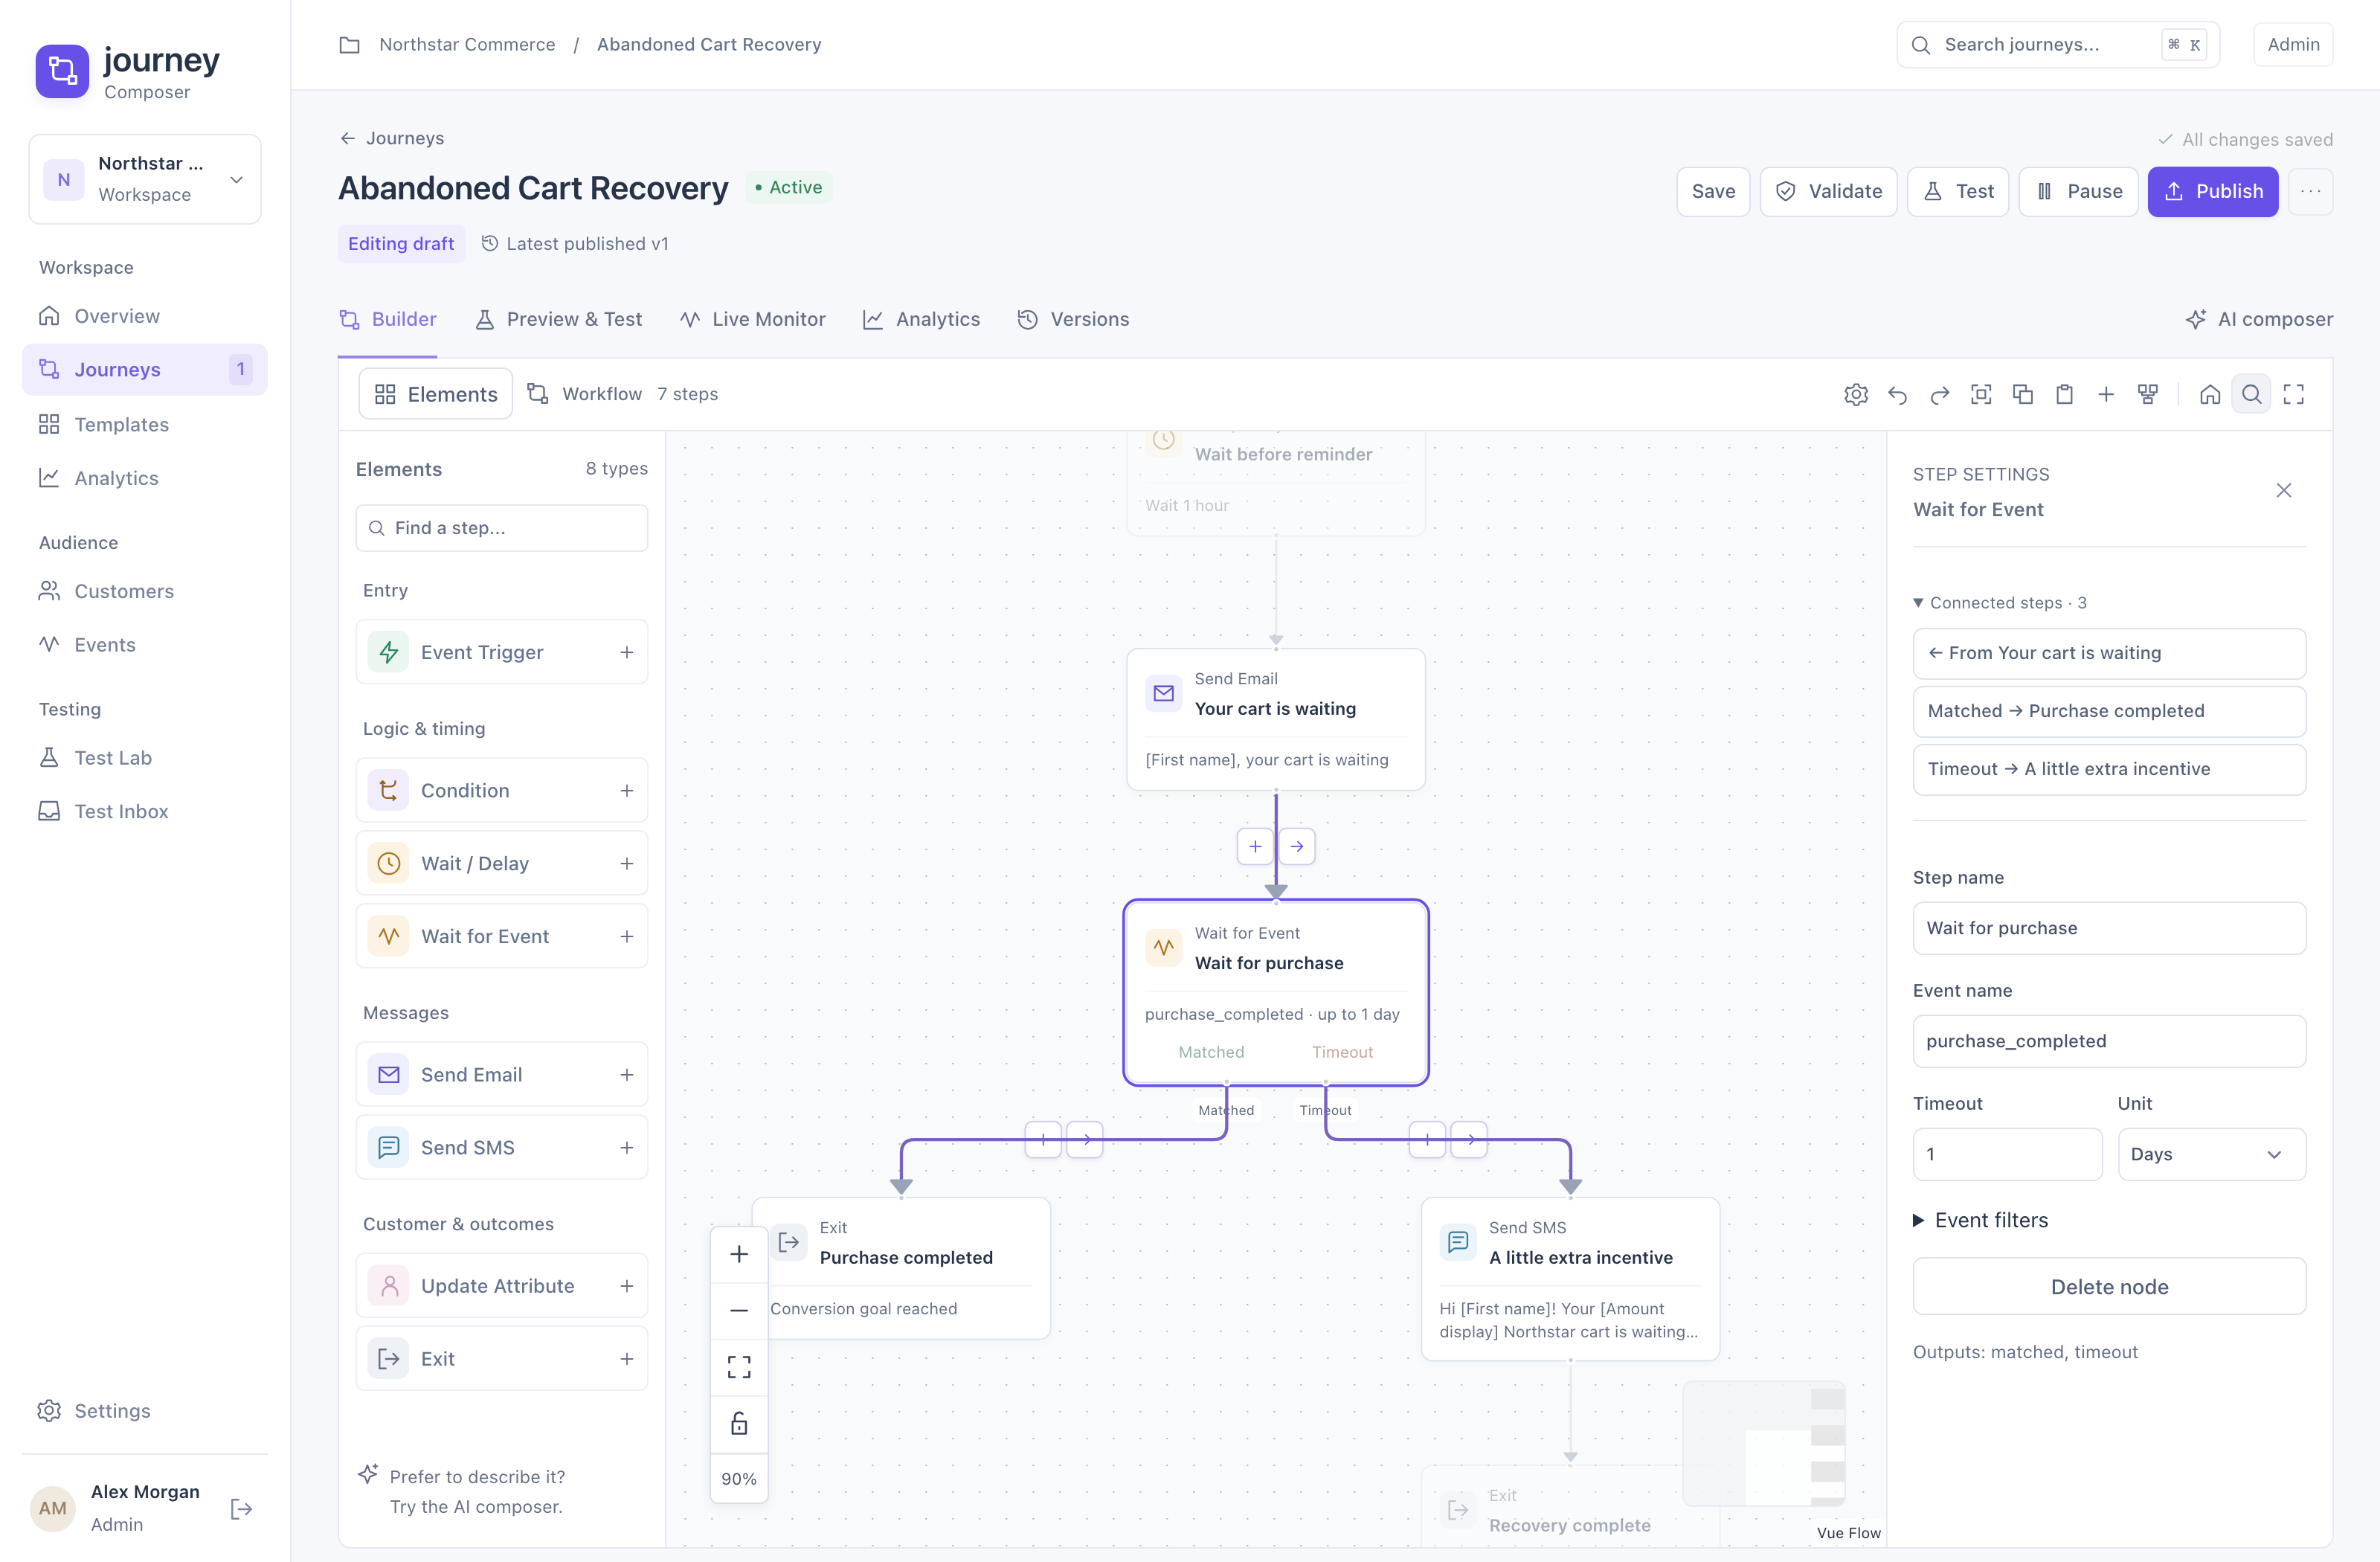 journey
Composer
N
Northstar ...
Workspace
Workspace
Overview
Journeys
1
Templates
Analytics
Audience
Customers
Events
Testing
Test Lab
Test Inbox
Settings
AM
Alex Morgan
Admin
Northstar Commerce / Abandoned Cart Recovery
Search journeys...
⌘ K
Admin
← Journeys
All changes saved
Abandoned Cart Recovery
• Active
Save
Validate
Test
Pause
Publish
...
Editing draft
Latest published v1
Builder
Preview & Test
Live Monitor
Analytics
Versions
AI composer
Elements
Workflow
7 steps
Elements
8 types
Find a step...
Entry
Event Trigger
Logic & timing
Condition
Wait / Delay
Wait for Event
Messages
Send Email
Send SMS
Customer & outcomes
Update Attribute
Exit
Prefer to describe it?
Try the AI composer.
Wait before reminder
Wait 1 hour
Send Email
Your cart is waiting
[First name], your cart is waiting
Wait for Event
Wait for purchase
purchase_completed · up to 1 day
Matched
Timeout
Matched
Timeout
Exit
Purchase completed
Conversion goal reached
Send SMS
A little extra incentive
Hi [First name]! Your [Amount
display] Northstar cart is waiting...
Exit
Recovery complete
90%
Vue Flow
STEP SETTINGS
Wait for Event
▼ Connected steps · 3
← From Your cart is waiting
Matched → Purchase completed
Timeout → A little extra incentive
Step name
Wait for purchase
Event name
purchase_completed
Timeout
Unit
1
Days
▶ Event filters
Delete node
Outputs: matched, timeout